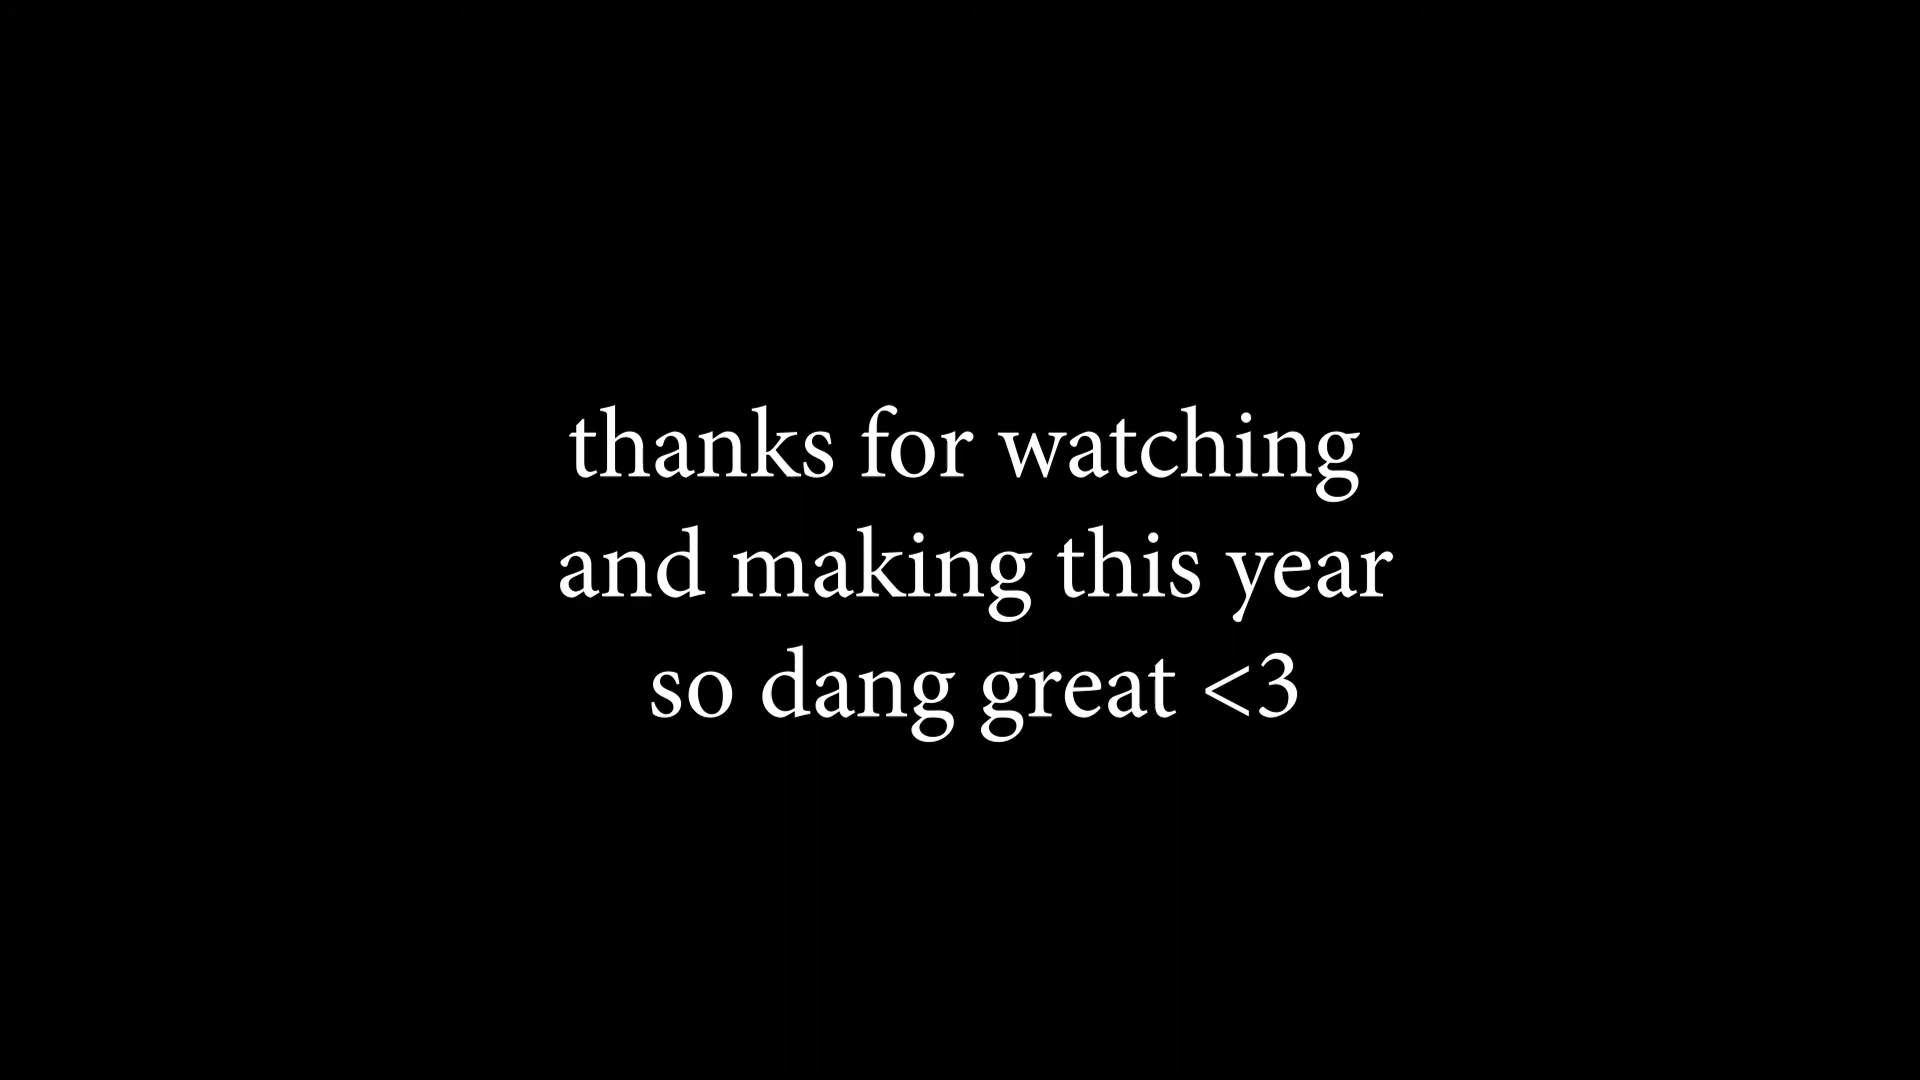 thanks for watching
and making this year
so dang great <3